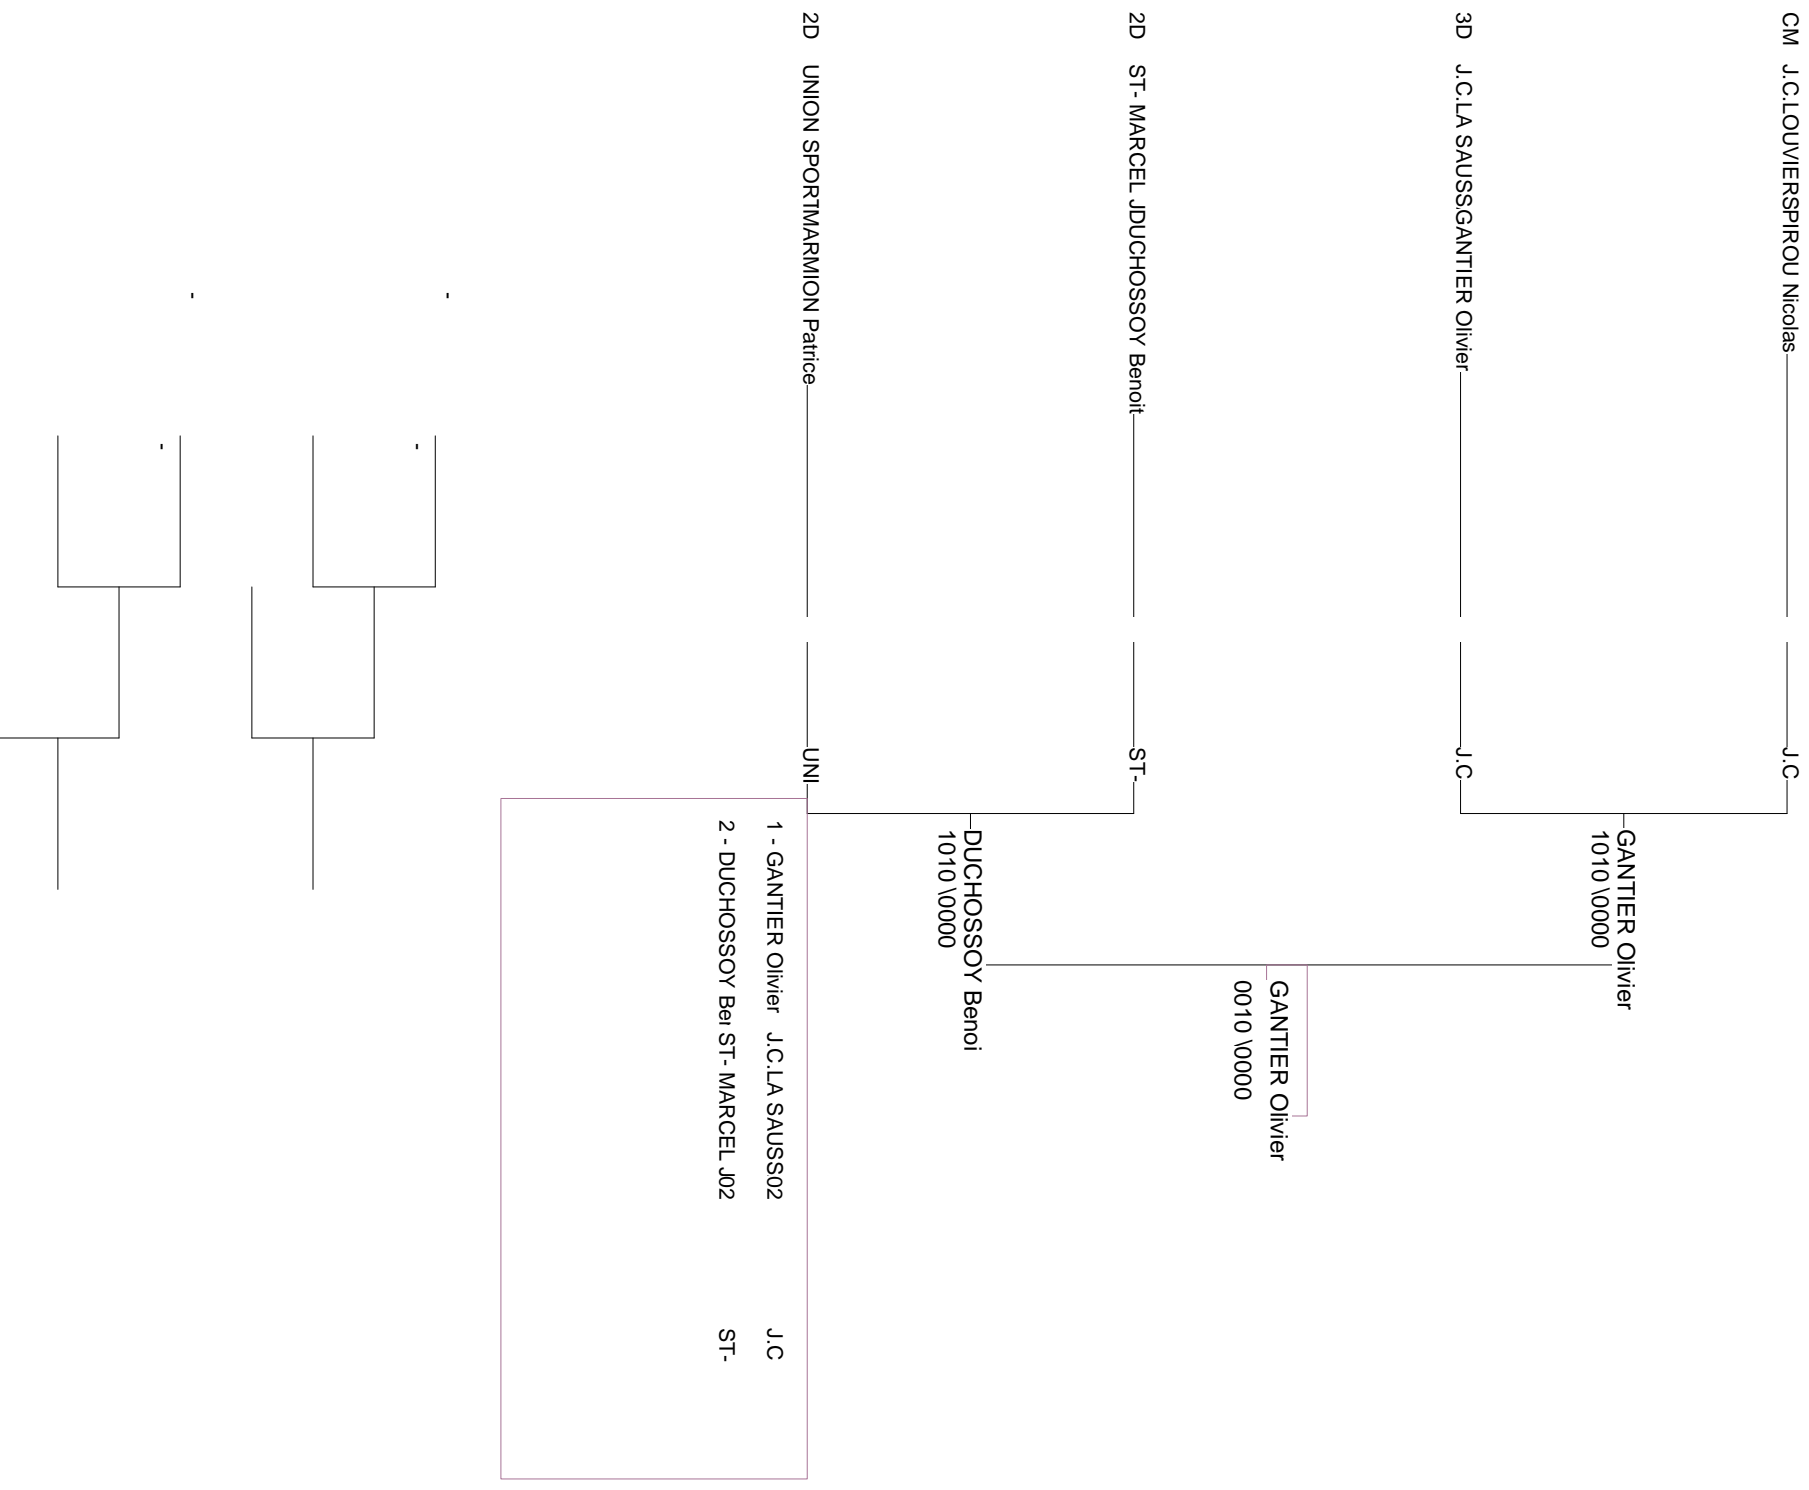 CM J.C.LOUVIERSPIROU Nicolas
J.C
GANTIER Olivier
1010 \0000
3D J.C.LA SAUSSGANTIER Olivier
J.C
GANTIER Olivier
0010 \0000
2D ST- MARCEL JDUCHOSSOY Benoit
ST-
DUCHOSSOY Benoi
1010 \0000
2D UNION SPORTMARMION Patrice
UNI
1 - GANTIER Olivier J.C.LA SAUSS02 J.C
2 - DUCHOSSOY Ber ST- MARCEL J02 ST-
-
-
-
-